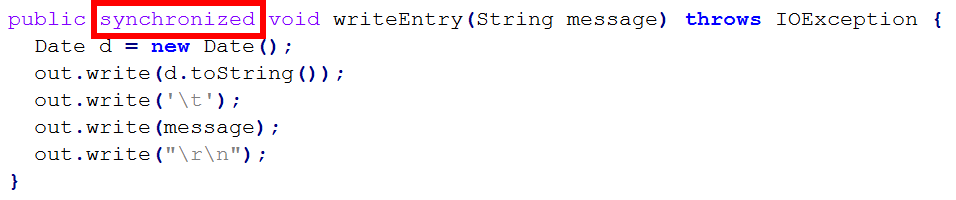 public synchronized void writeEntry(String message) throws IOException {
  Date d = new Date();
  out.write(d.toString());
  out.write('\t');
  out.write(message);
  out.write("\r\n");
}